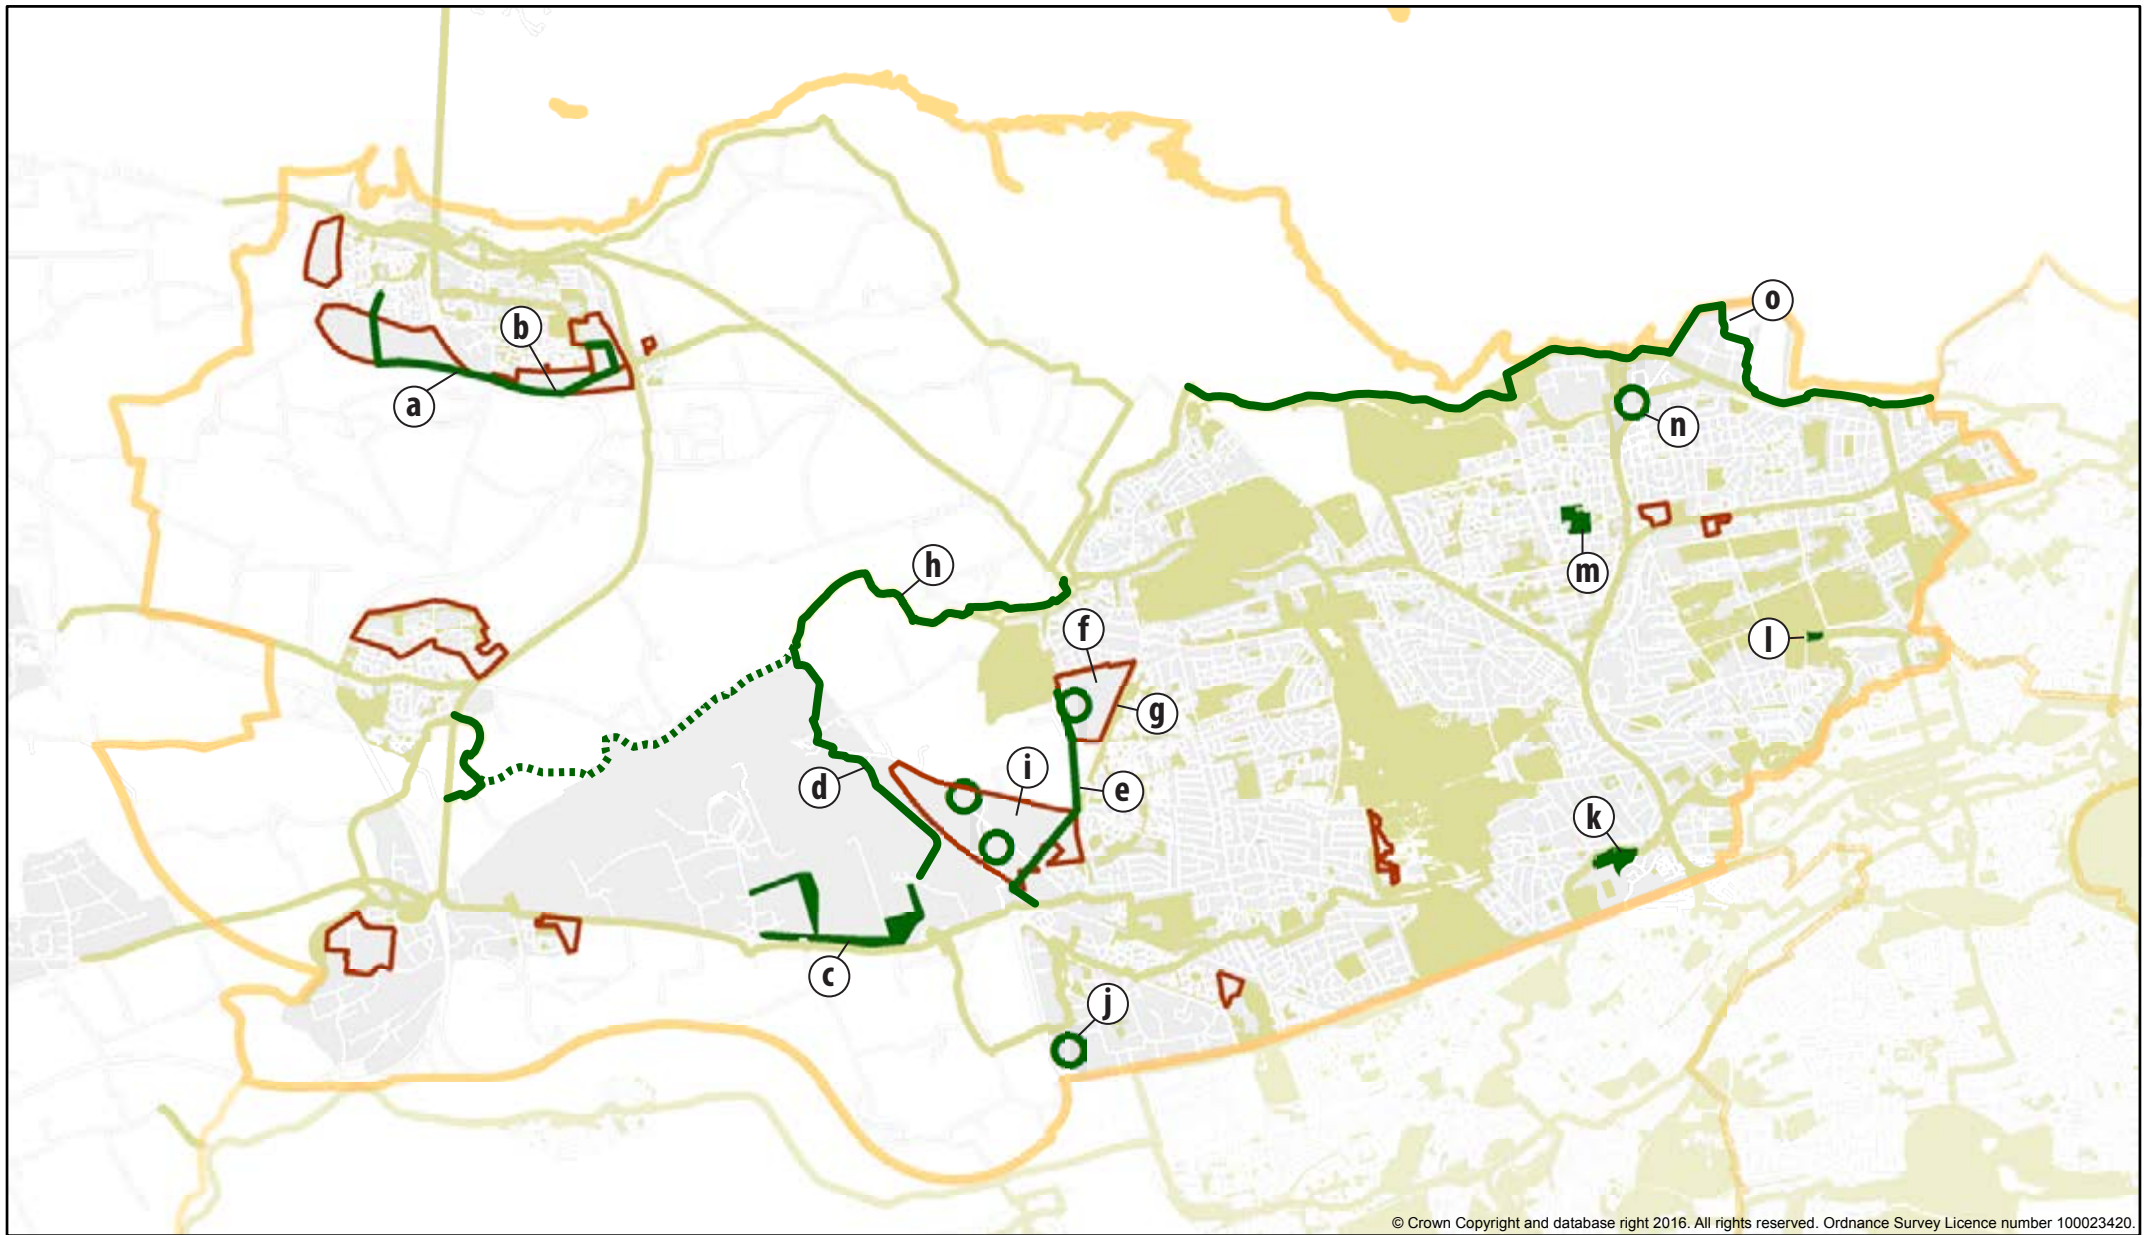 o
b
a
n
h
m
f
l
g
i
d
e
k
c
j
© Crown Copyright and database right 2016. All rights reserved. Ordnance Survey Licence number 100023420.